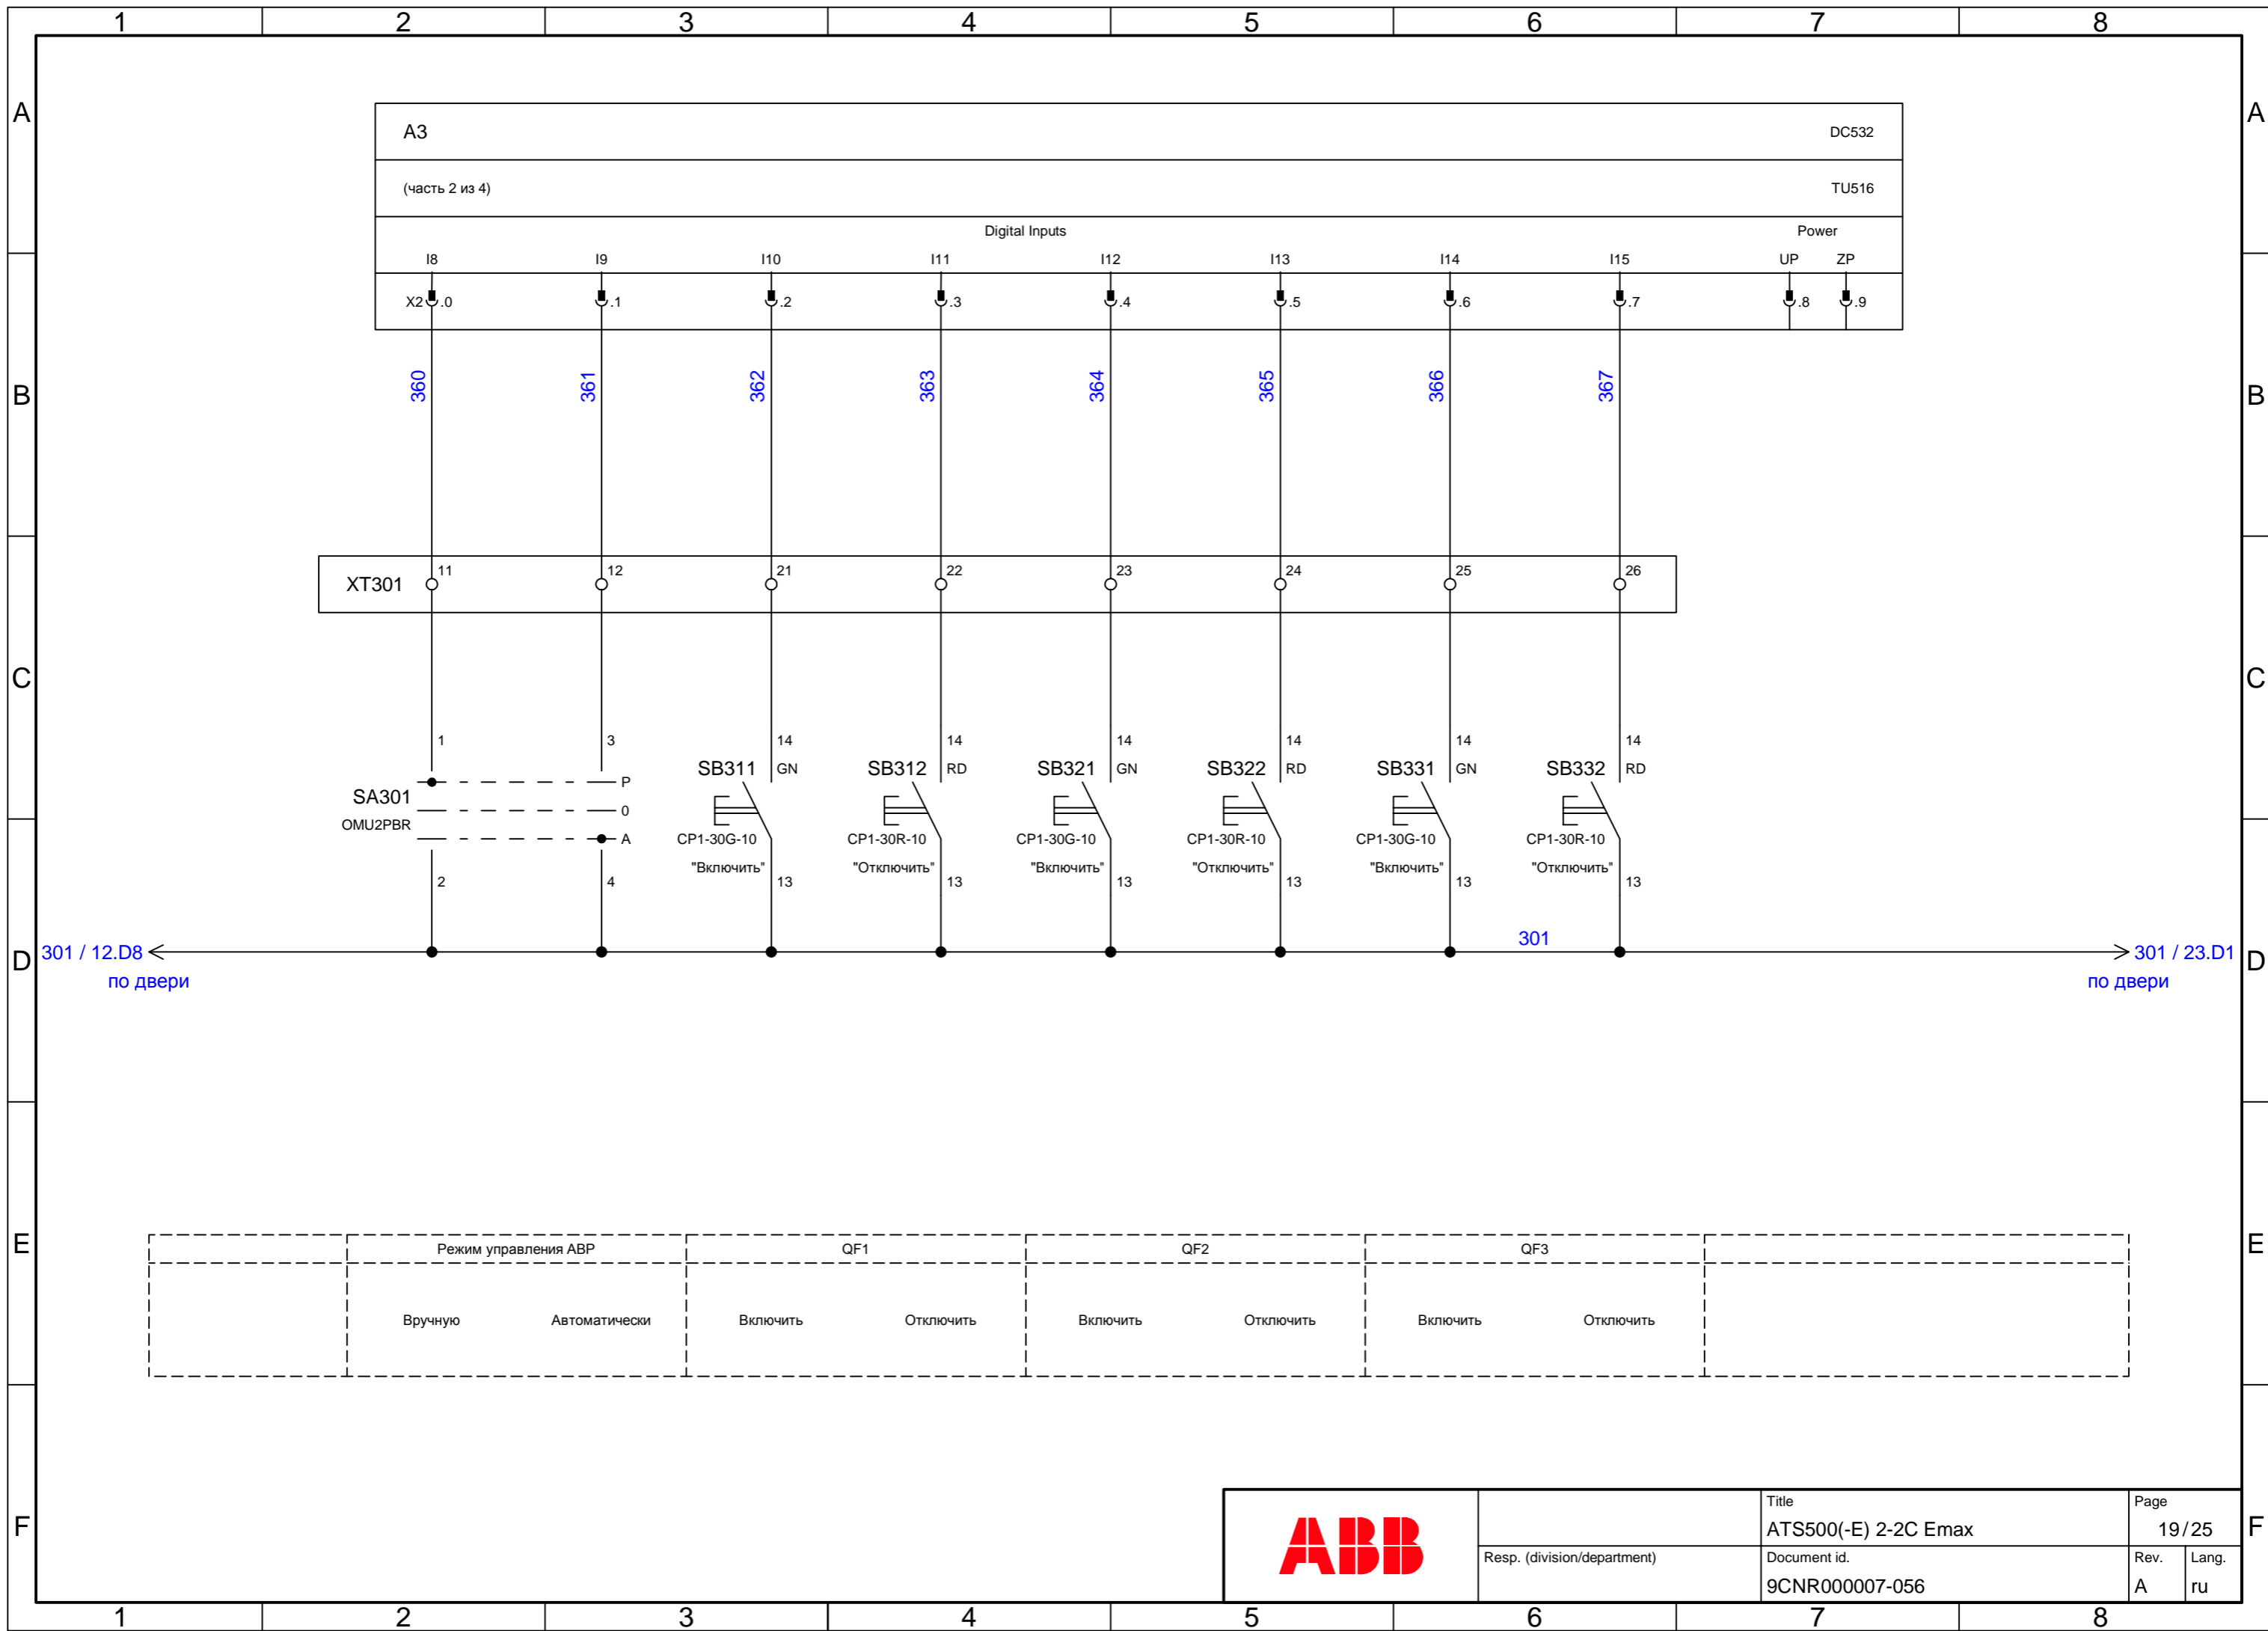 1 2 3 4 5 6 7 8
A A
A3 DC532
(часть 2 из 4) TU516
Digital Inputs Power
I8 I9 I10 I11 I12 I13 I14 I15 UP ZP
X2 .0 .1 .2 .3 .4 .5 .6 .7 .8 .9
360 361 362 363 364 365 366 367
B B
XT301 11 12 21 22 23 24 25 26
C C
1 3 14 14 14 14 14 14
SB311 GN SB312 RD SB321 GN SB322 RD SB331 GN SB332 RD
P
SA301
0
OMU2PBR
A CP1-30G-10 CP1-30R-10 CP1-30G-10 CP1-30R-10 CP1-30G-10 CP1-30R-10
"Включить" "Отключить" "Включить" "Отключить" "Включить" "Отключить"
2 4 13 13 13 13 13 13
301
301 / 12.D8 301 / 23.D1
D D
по двери по двери
E E
Режим управления АВР QF1 QF2 QF3
Вручную Автоматически Включить Отключить Включить Отключить Включить Отключить
F F
ABB
Title
ATS500(-E) 2-2C Emax
Page
19/25
Resp. (division/department)
Document id.
9CNR000007-056
Rev.
A
Lang.
ru
1 2 3 4 5 6 7 8